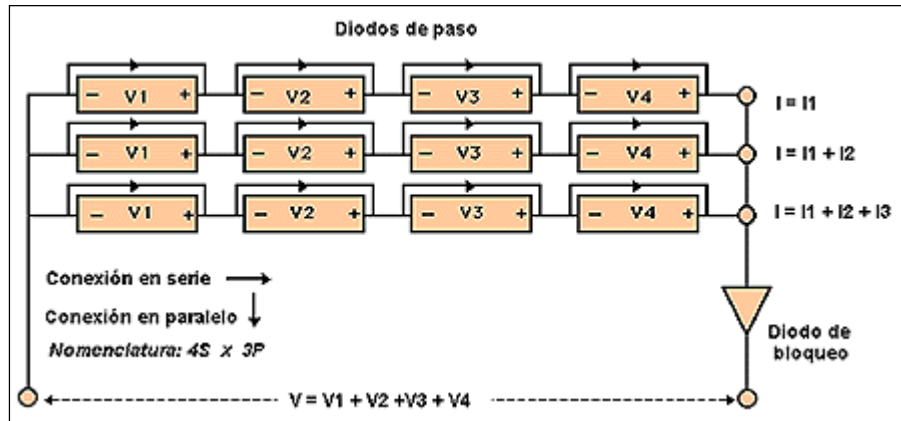 Diodos de paso
− V1 + − V2 + − V3 + − V4 +
I = I1
− V1 + − V2 + − V3 + − V4 +
I = I1 + I2
− V1 + − V2 + − V3 + − V4 +
I = I1 + I2 + I3
Conexión en serie
Conexión en paralelo
Nomenclatura: 4S X 3P
Diodo de
bloqueo
V = V1 + V2 +V3 + V4